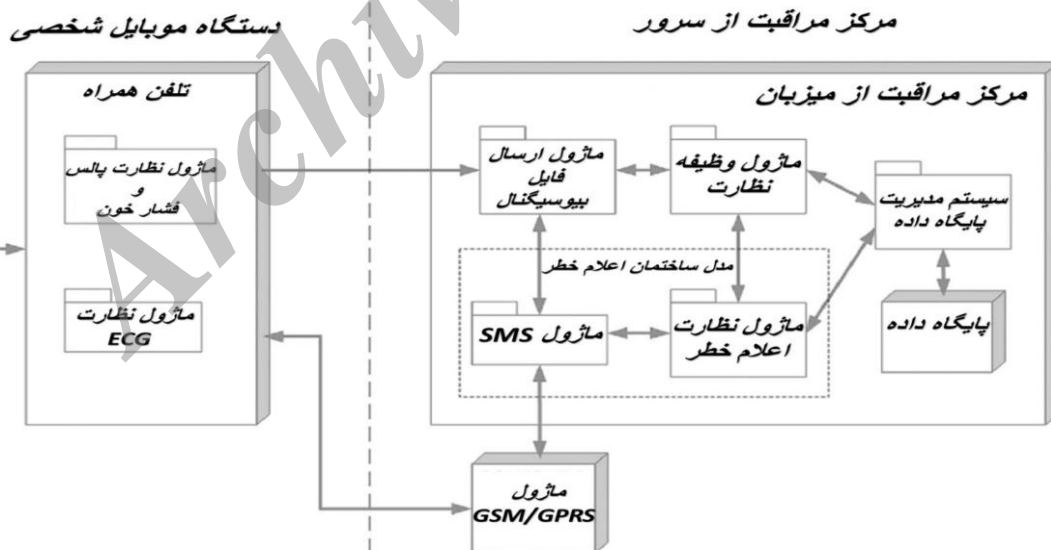 مرکز مراقبت از سرور
دستگاه موبایل شخصی
مرکز مراقبت از میزبان
تلفن همراه
ماژول نظارت پالس
و
فشار خون
ماژول نظارت
ECG
ماژول ارسال
فایل
بیوسیگنال
ماژول وظیفه
نظارت
سیستم مدیریت
پایگاه داده
مدل ساختمان اعلام خطر
ماژول SMS
ماژول نظارت
اعلام خطر
پایگاه داده
ماژول
GSM/GPRS